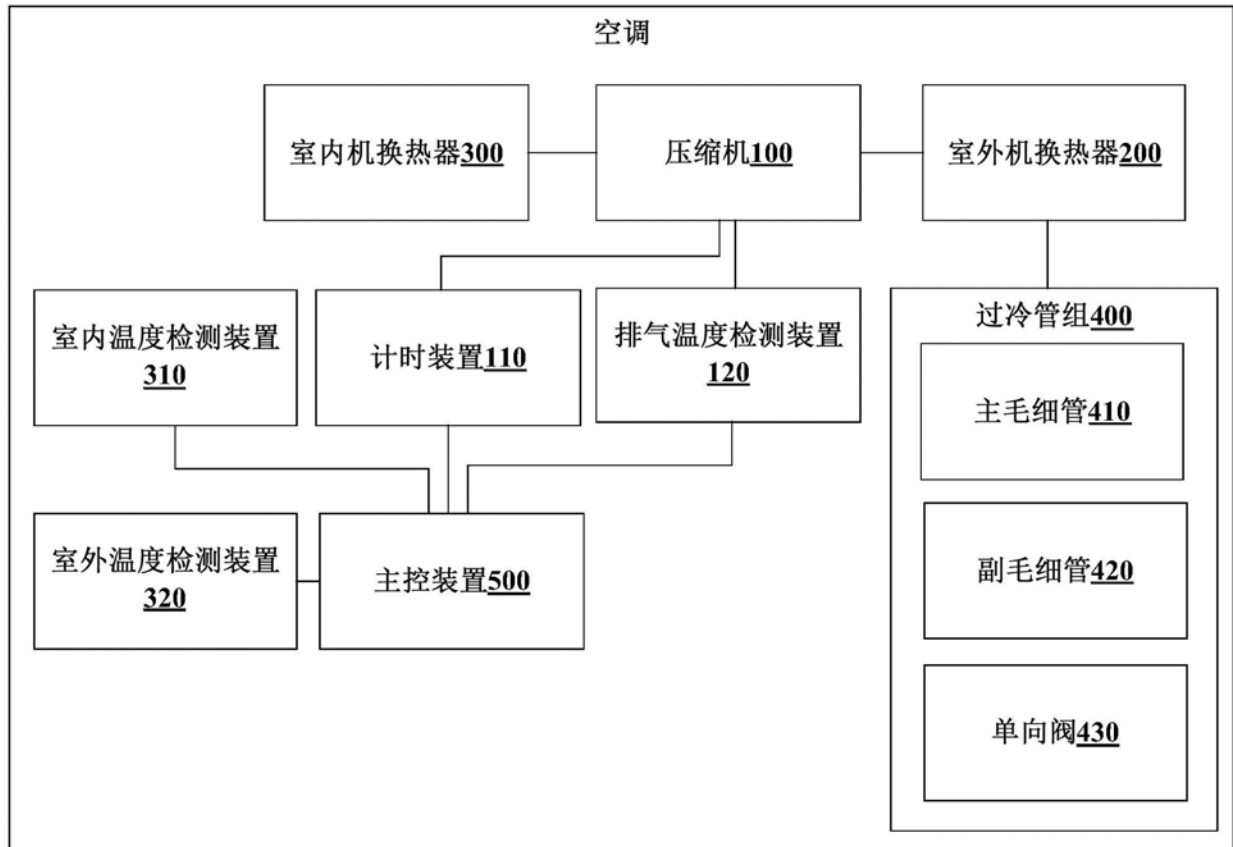 空调
室内机换热器300
压缩机100
室外机换热器200
室内温度检测装置
310
计时装置110
排气温度检测装置
120
过冷管组400
主毛细管410
室外温度检测装置
320
主控装置500
副毛细管420
单向阀430